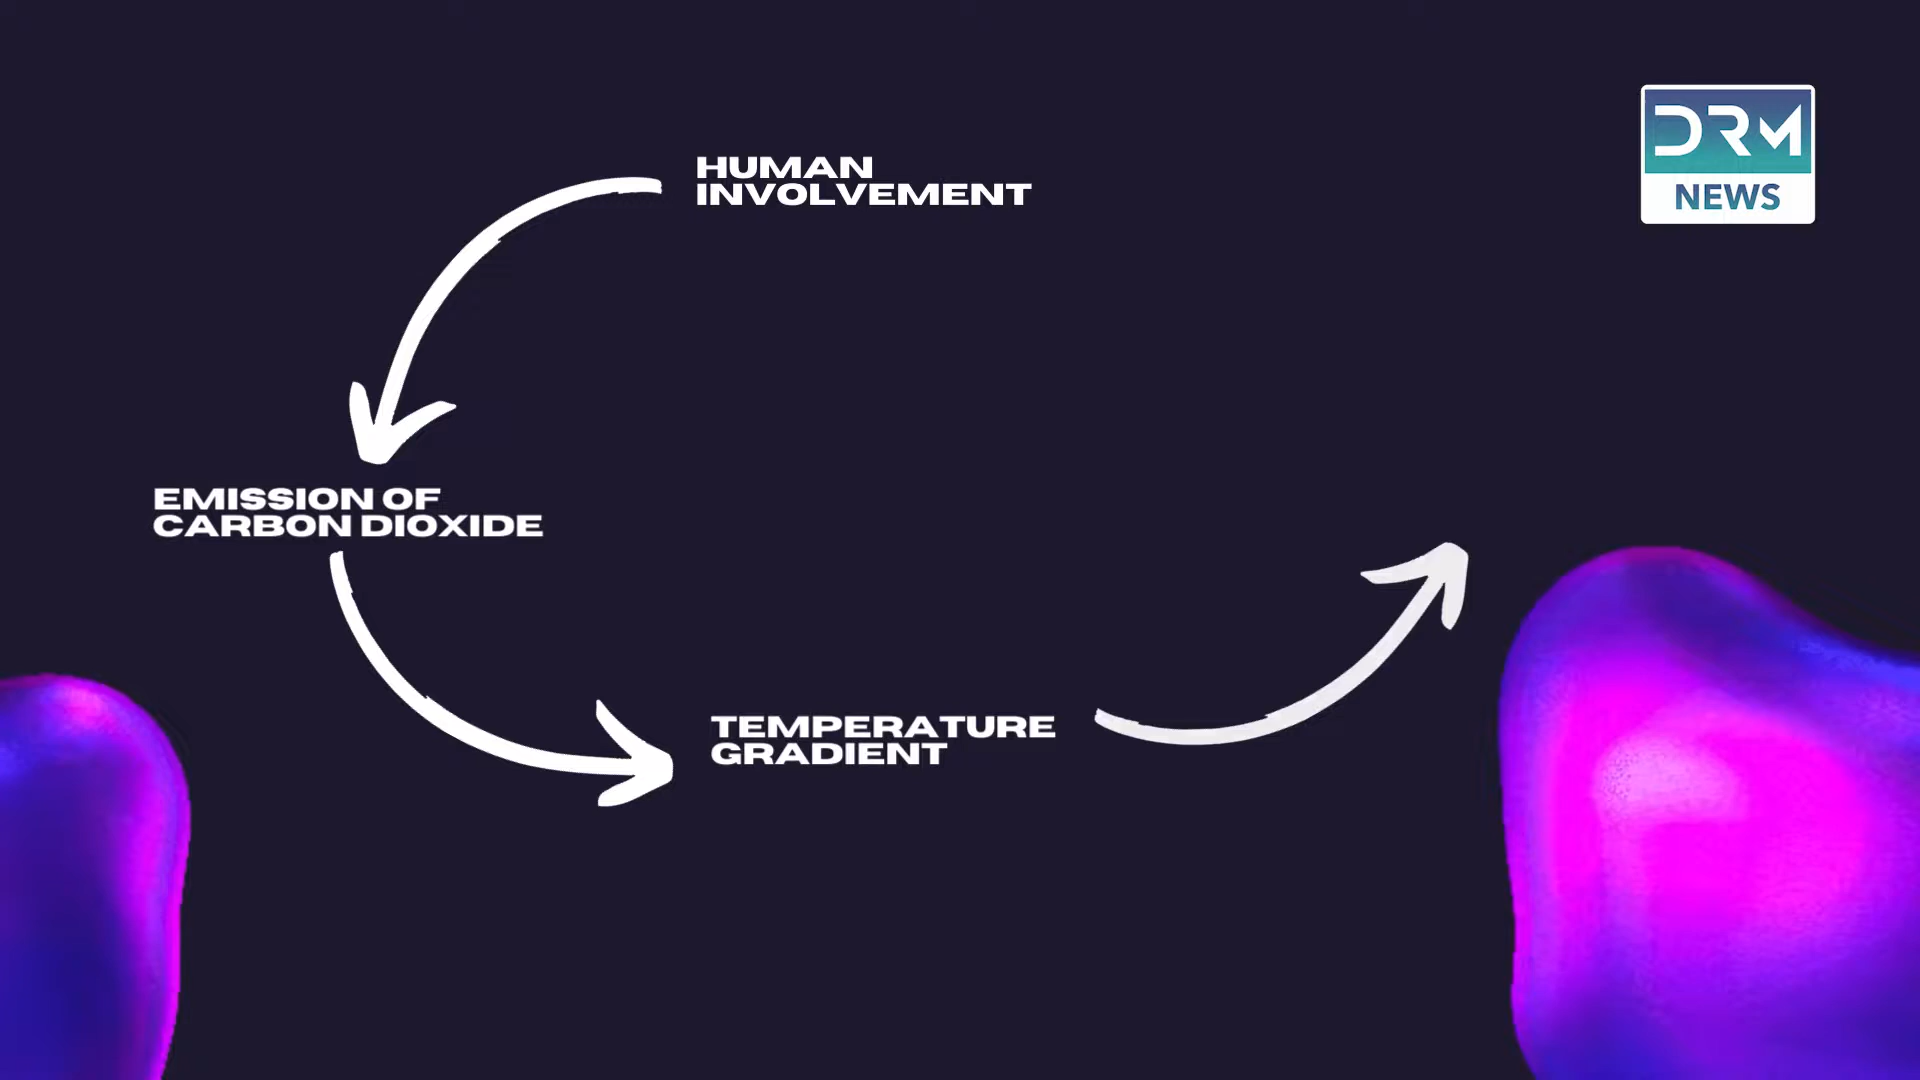 HUMAN
INVOLVEMENT
DRM
NEWS
EMISSION OF
CARBON DIOXIDE
TEMPERATURE
GRADIENT